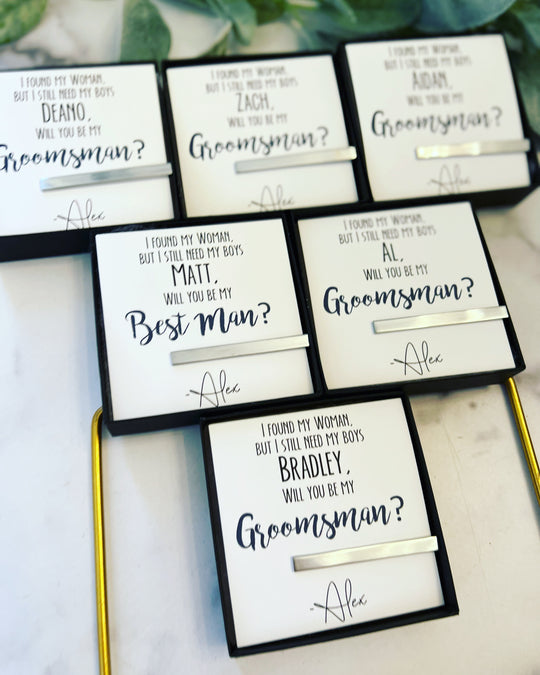 I FOUND MY WOMAN,
BUT I STILL NEED MY BOYS
DEANO,
WILL YOU BE MY
Groomsman?
-Alex
I FOUND MY WOMAN,
BUT I STILL NEED MY BOYS
ZACH,
WILL YOU BE MY
Groomsman?
-Alex
I FOUND MY WOMAN,
BUT I STILL NEED MY BOYS
AIDAN,
WILL YOU BE MY
Groomsman?
-Alex
I FOUND MY WOMAN,
BUT I STILL NEED MY BOYS
MATT,
WILL YOU BE MY
Best Man?
-Alex
I FOUND MY WOMAN,
BUT I STILL NEED MY BOYS
AL,
WILL YOU BE MY
Groomsman?
-Alex
I FOUND MY WOMAN,
BUT I STILL NEED MY BOYS
BRADLEY,
WILL YOU BE MY
Groomsman?
-Alex